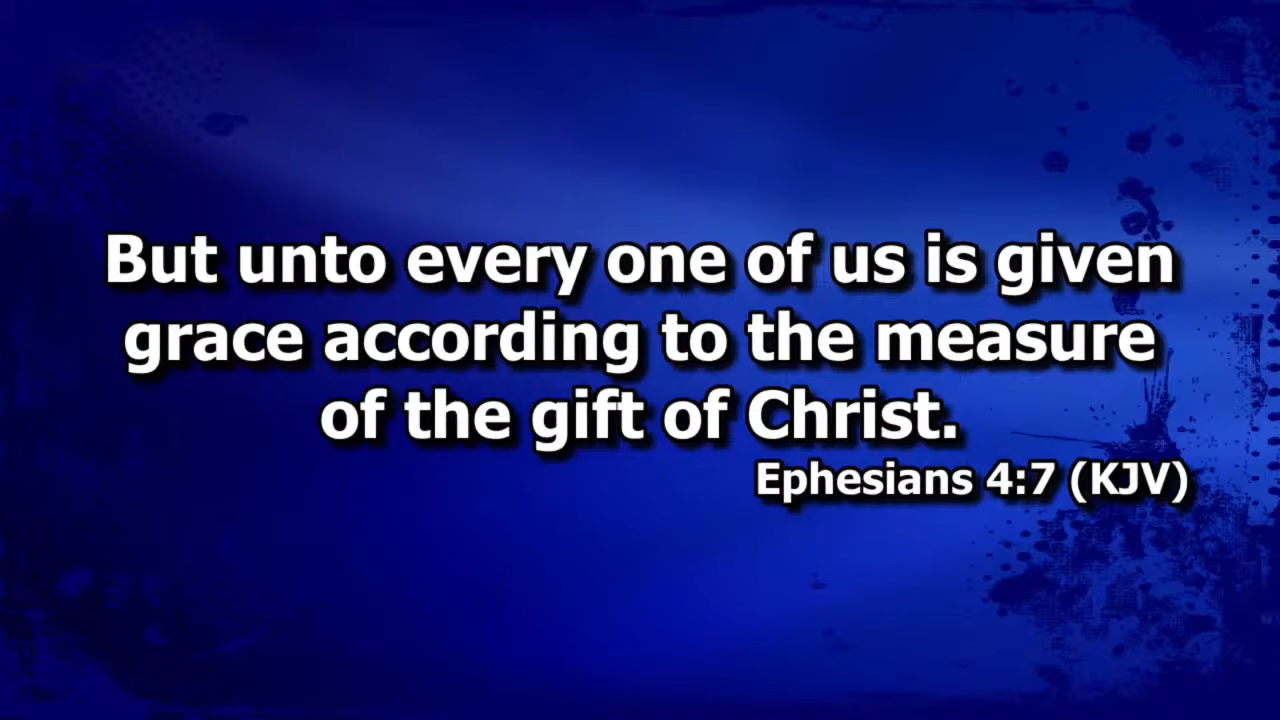 But unto every one of us is given
grace according to the measure
of the gift of Christ.
Ephesians 4:7 (KJV)